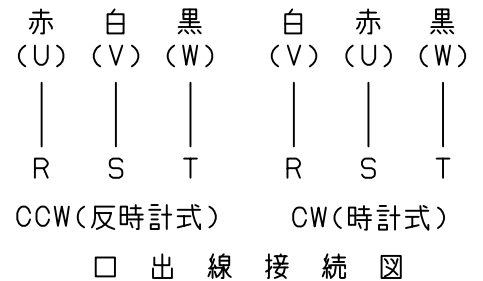 赤 白 黒 白 赤 黒
(U) (V) (W) (V) (U) (W)
R S T R S T
CCW(反時計式) CW(時計式)
口出線接続図